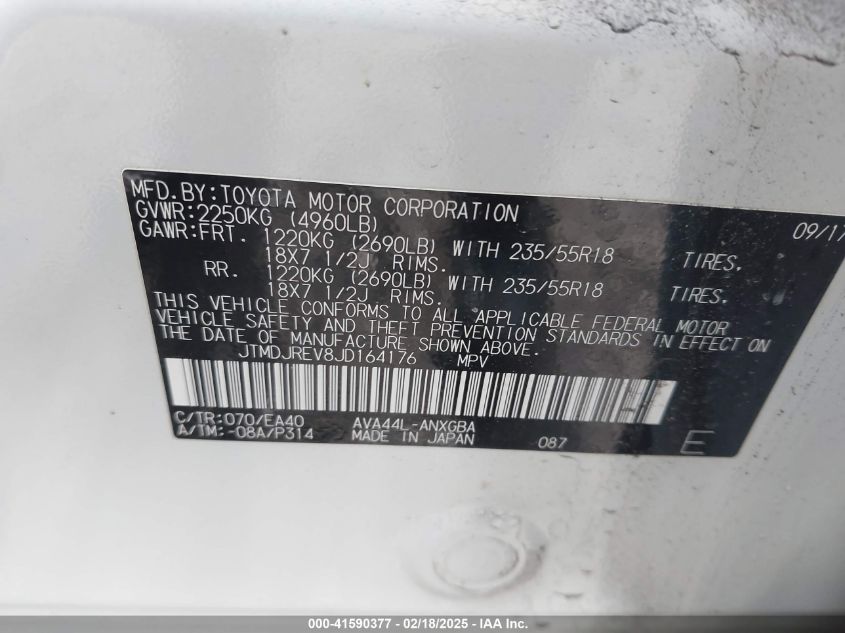 MFD.BY:TOYOTA MOTOR CORPORATION 09/17
GVWR:2250KG (4960LB)
GAWR:FRT. 1220KG (2690LB) WITH 235/55R18 TIRES.
18X7 1/2J RIMS.
RR. 1220KG (2690LB) WITH 235/55R18 TIRES.
18X7 1/2J RIMS.
THIS VEHICLE CONFORMS TO ALL APPLICABLE FEDERAL MOTOR
VEHICLE SAFETY AND THEFT PREVENTION STANDARDS IN EFFECT ON
THE DATE OF MANUFACTURE SHOWN ABOVE.
JTMDJREV8JD164176 MPV
C/TR:070/EA40 AVA44L-ANXGBA
A/TM:-08A/P314 MADE IN JAPAN 087 E
000-41590377 — 02/18/2025 — IAA Inc.